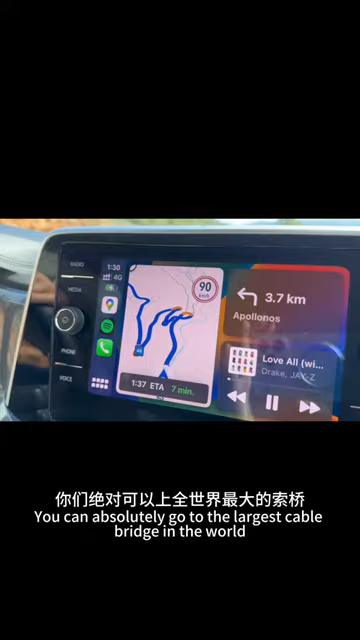 RADIO
MEDIA
PHONE
VOICE
1:30
4G
90
km/h
3.7 km
Apollonos
Love All (wi...
Drake, JAY-Z
1:37 ETA 7 min.
你们绝对可以上全世界最大的索桥
You can absolutely go to the largest cable
bridge in the world